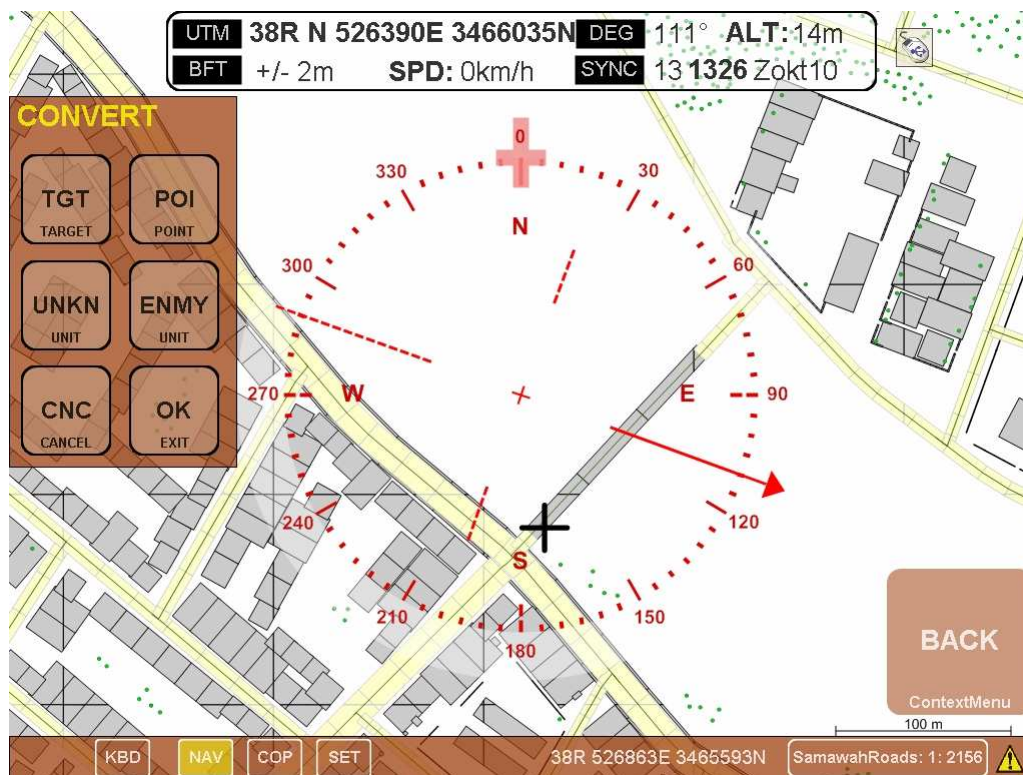 UTM 38R N 526390E 3466035N DEG 111° ALT: 14m
BFT +/- 2m SPD: 0km/h SYNC 13 1326 Zokt10
CONVERT
TGT
TARGET
POI
POINT
UNKN
UNIT
ENMY
UNIT
CNC
CANCEL
OK
EXIT
0
30
60
90
120
150
180
210
240
270
300
330
N
E
S
W
BACK
ContextMenu
100 m
KBD NAV COP SET 38R 526863E 3465593N SamawahRoads: 1: 2156